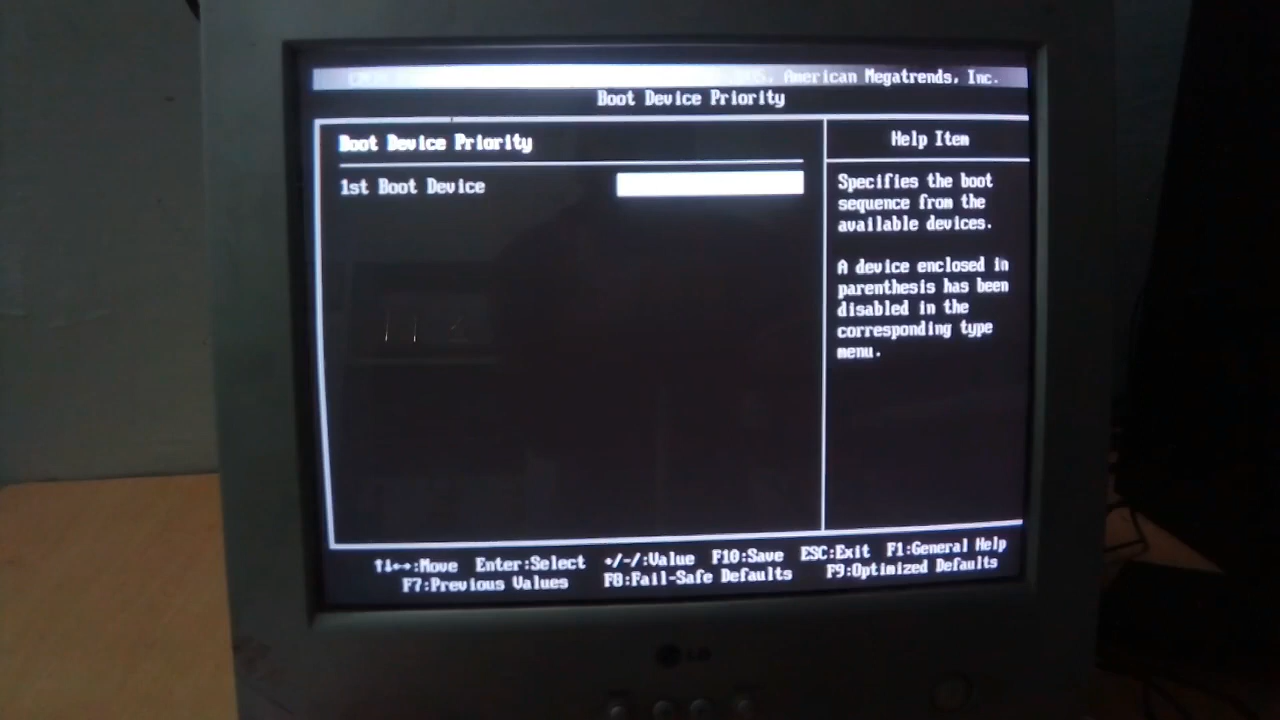 American Megatrends, Inc.
Boot Device Priority
Boot Device Priority
1st Boot Device
Help Item
Specifies the boot
sequence from the
available devices.
A device enclosed in
parenthesis has been
disabled in the
corresponding type
menu.
↑↓←→:Move Enter:Select +/-/:Value F10:Save ESC:Exit F1:General Help
F7:Previous Values F8:Fail-Safe Defaults F9:Optimized Defaults
LG